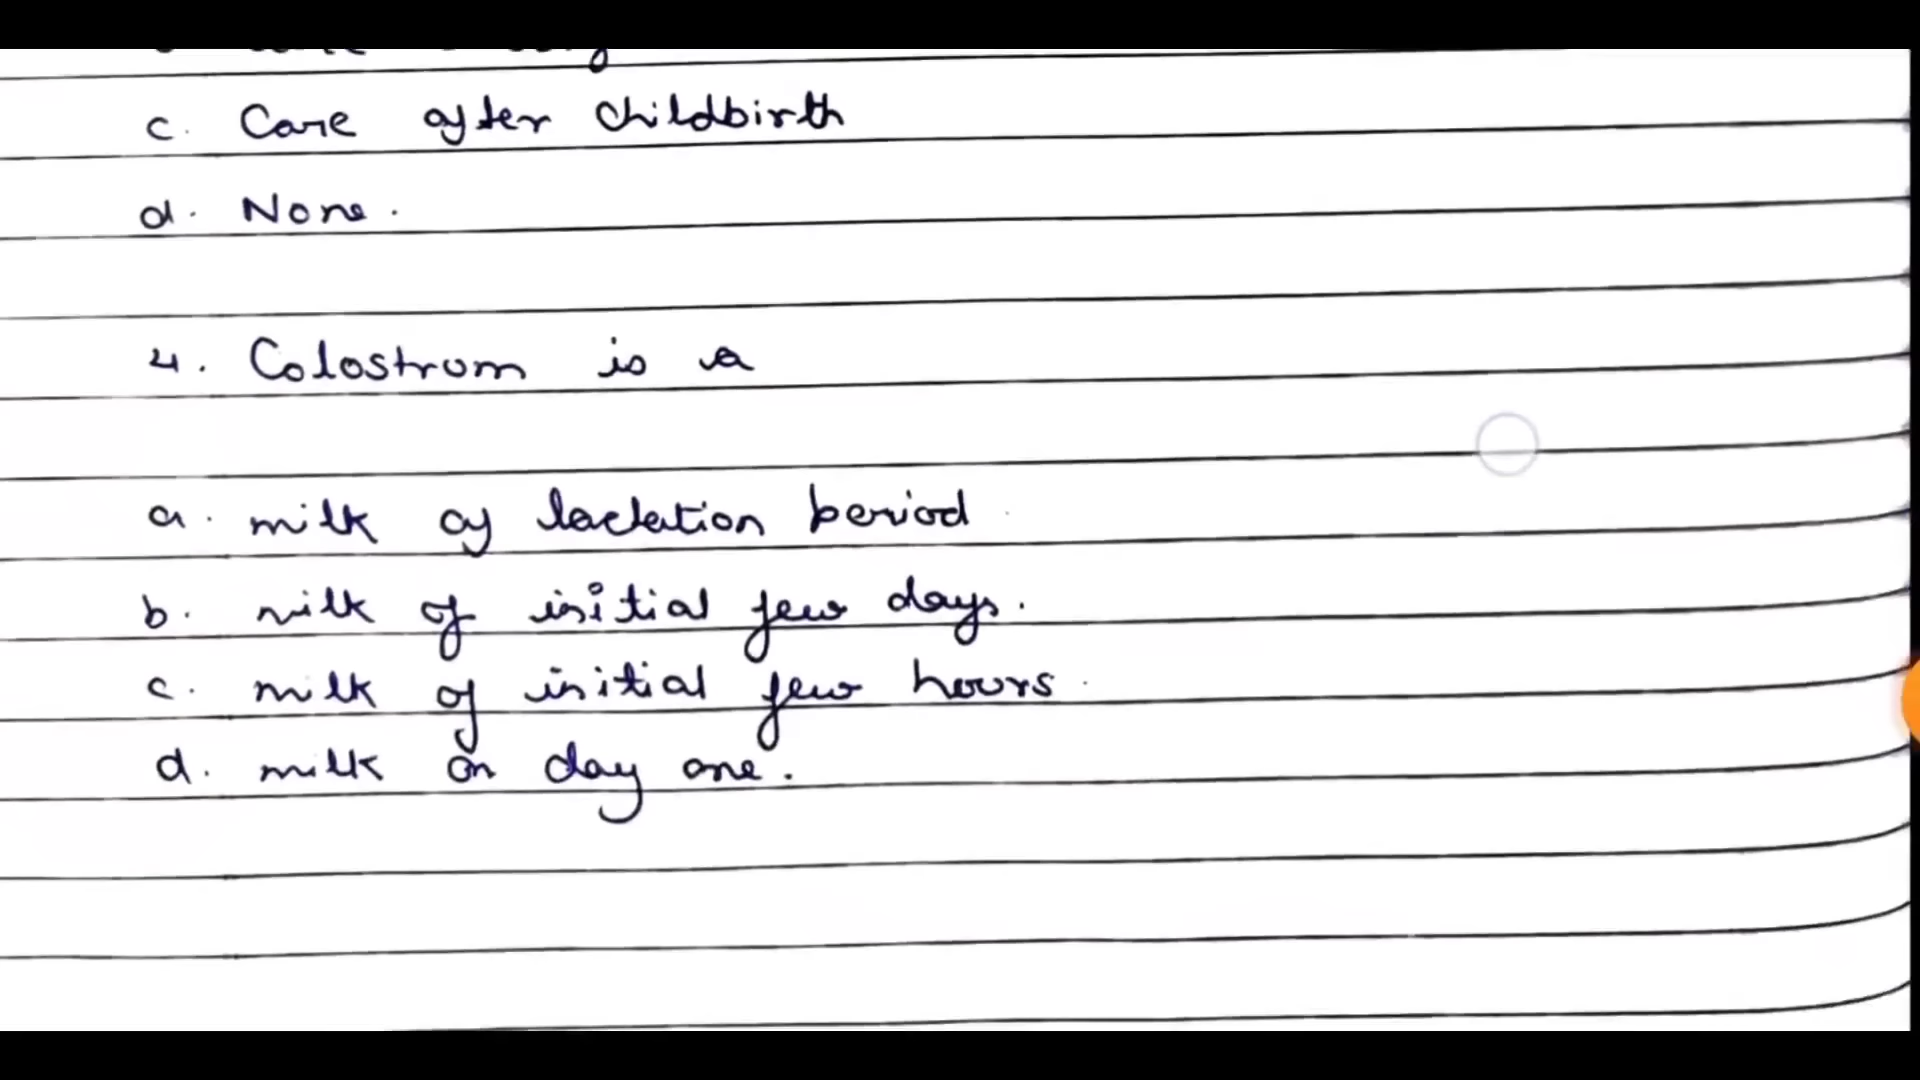 c. Care after childbirth
d. None.
4. Colostrum is a
a. milk of lactation period
b. milk of initial few days.
c. milk of initial few hours.
d. milk on day one.